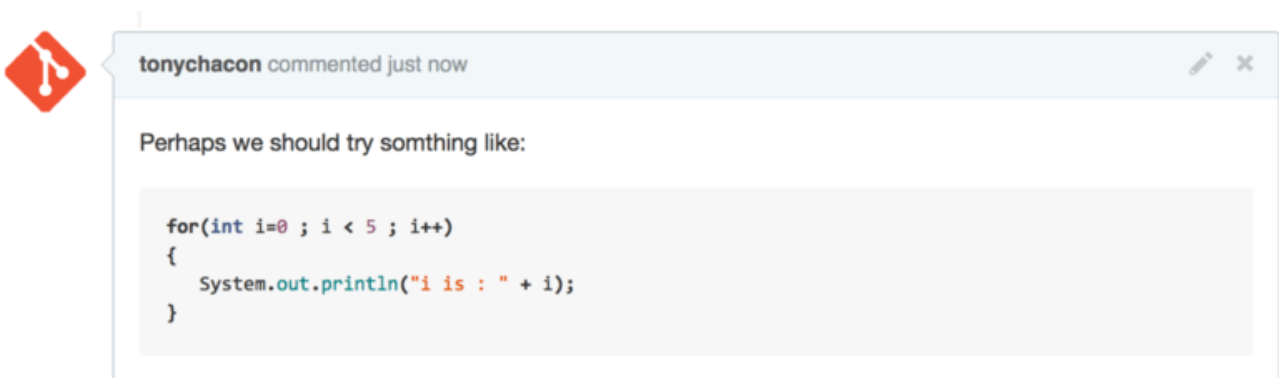 tonychacon commented just now
Perhaps we should try somthing like:
for(int i=0 ; i < 5 ; i++)
{
   System.out.println("i is : " + i);
}